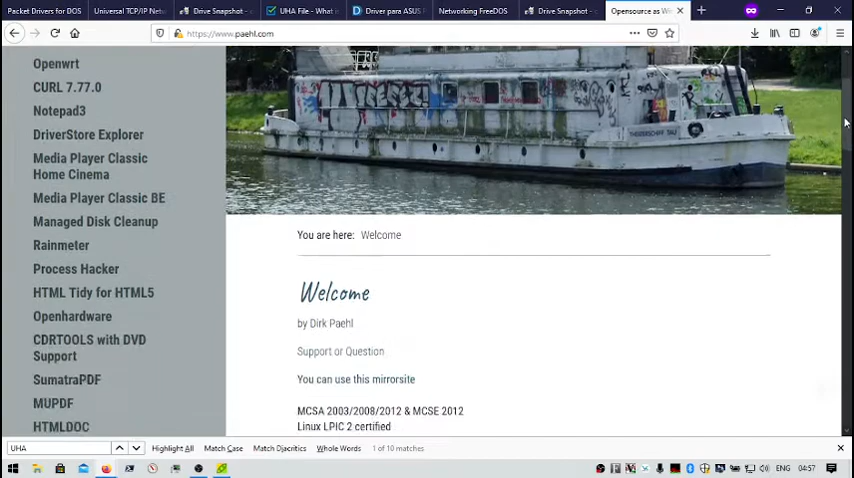 Packet Drivers for DOS
Universal TCP/IP Netw
Drive Snapshot -
UHA File - What i
Driver para ASUS
Networking FreeDOS
Drive Snapshot -
Opensource as
https://www.paehl.com
Openwrt
CURL 7.77.0
Notepad3
DriverStore Explorer
Media Player Classic
Home Cinema
Media Player Classic BE
Managed Disk Cleanup
Rainmeter
Process Hacker
HTML Tidy for HTML5
Openhardware
CDRTOOLS with DVD
Support
SumatraPDF
MUPDF
HTMLDOC
You are here: Welcome
Welcome
by Dirk Paehl
Support or Question
You can use this mirrorsite
MCSA 2003/2008/2012 & MCSE 2012
Linux LPIC 2 certified
UHA
Highlight All
Match Case
Match Diacritics
Whole Words
1 of 10 matches
ENG
04:57